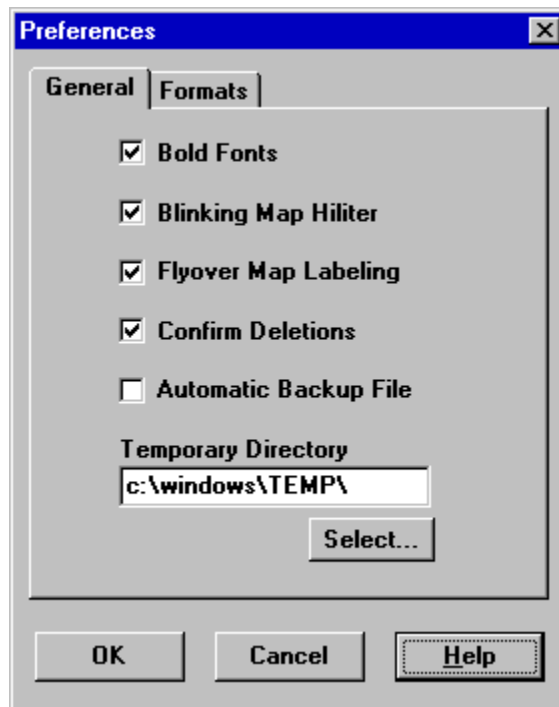 Preferences
General Formats
Bold Fonts
Blinking Map Hiliter
Flyover Map Labeling
Confirm Deletions
Automatic Backup File
Temporary Directory
c:\windows\TEMP\
Select...
OK Cancel Help